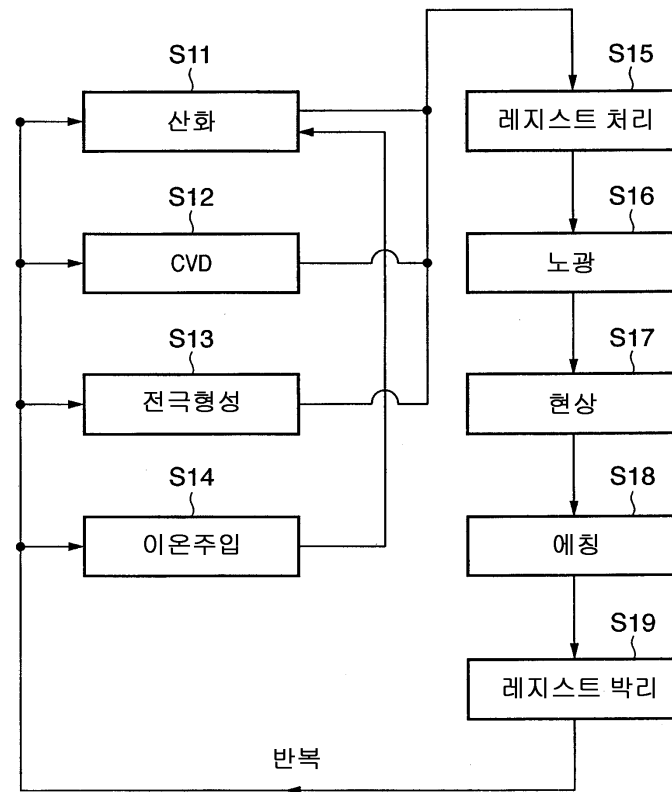 S11
산화
S12
CVD
S13
전극형성
S14
이온주입
S15
레지스트 처리
S16
노광
S17
현상
S18
에칭
S19
레지스트 박리
반복